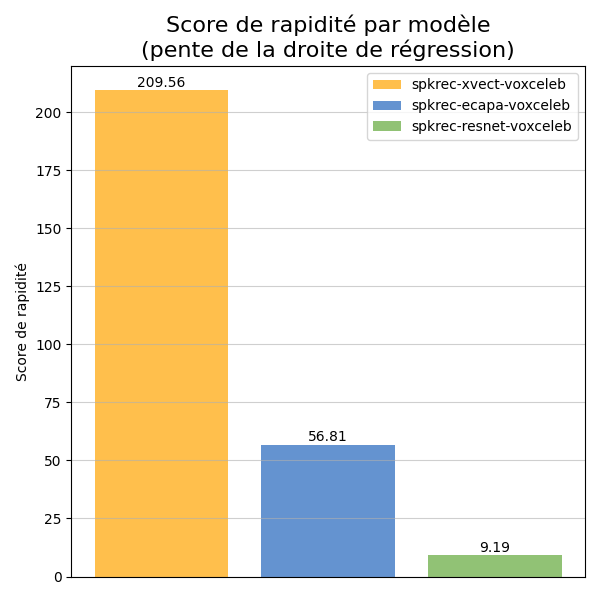 Score de rapidité par modèle
(pente de la droite de régression)
209.56
spkrec-xvect-voxceleb
spkrec-ecapa-voxceleb
spkrec-resnet-voxceleb
200
175
150
125
100
75
50
25
0
Score de rapidité
56.81
9.19